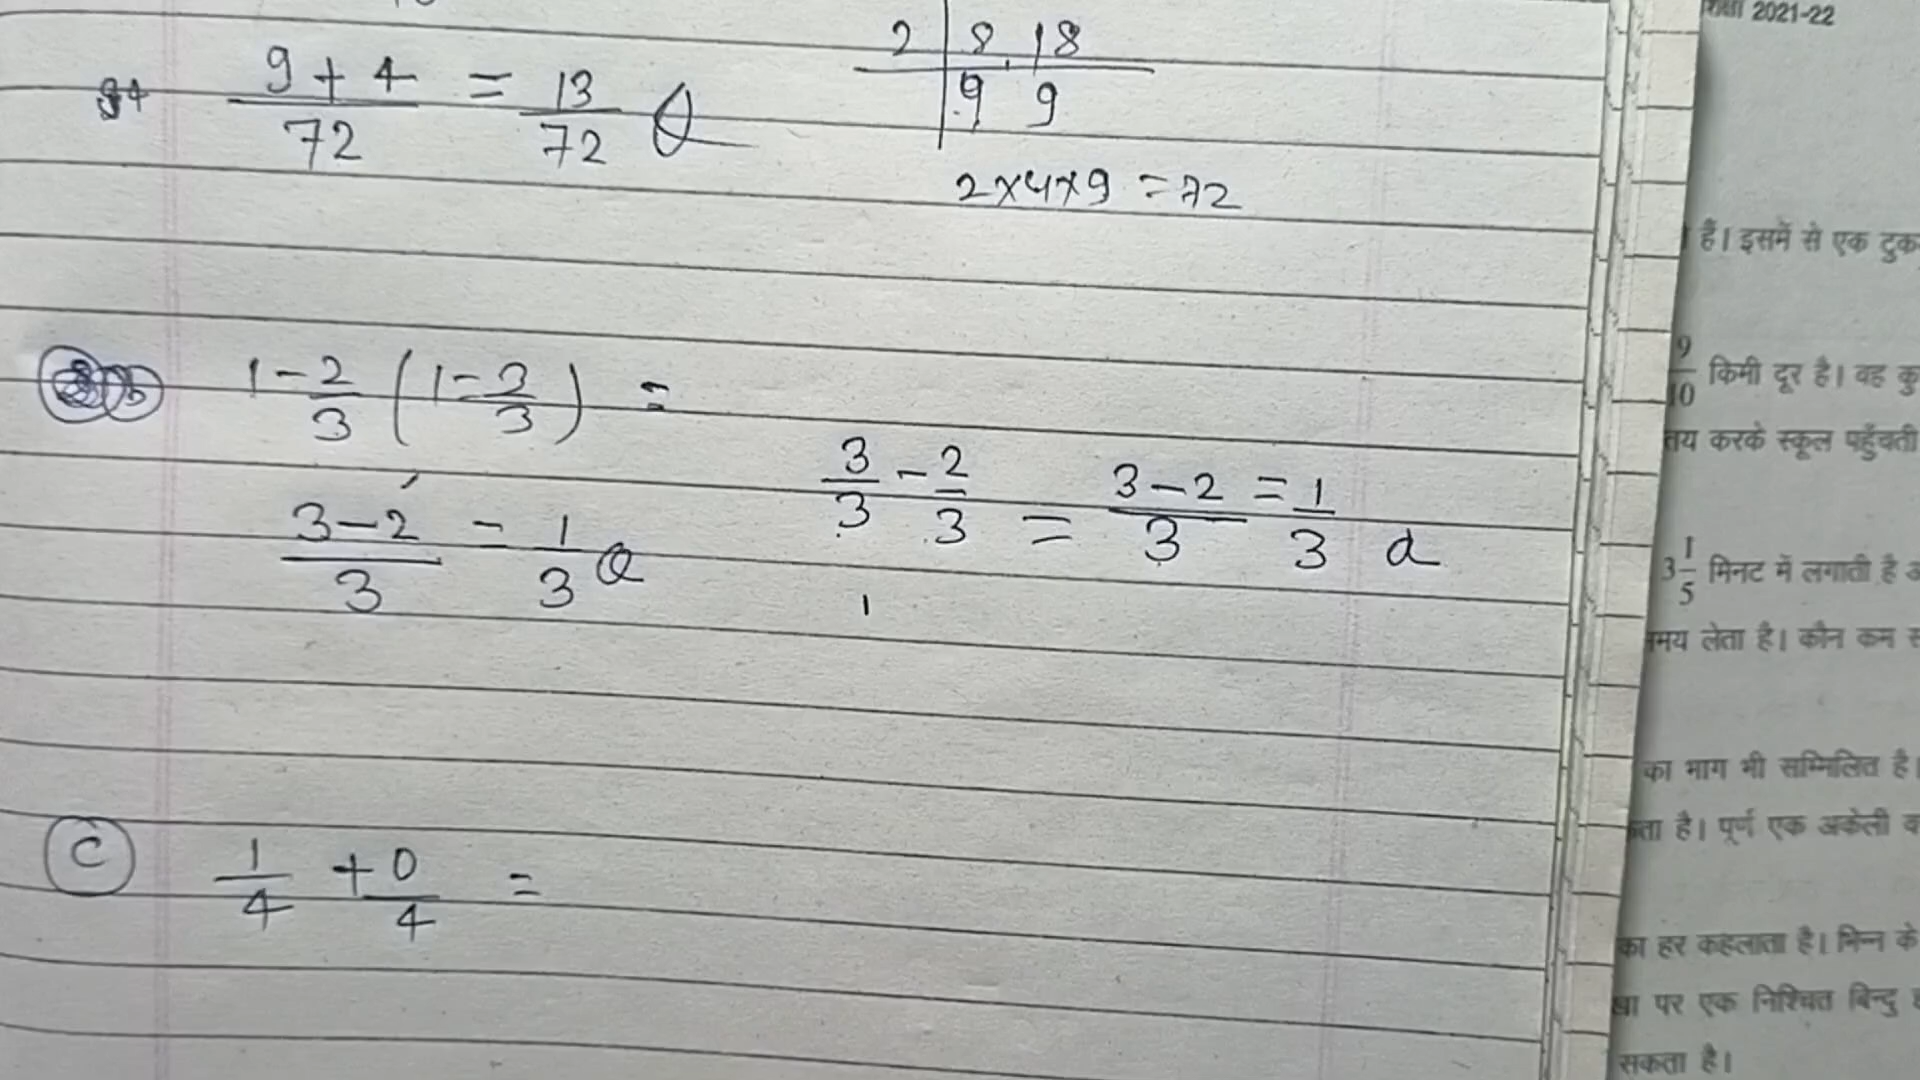 9 + 4 / 72 = 13 / 72
2 | 8, 18
9 9
2×4×9 = 72
1 - 2/3 (1 - 2/3) =
3/3 - 2/3 = 3 - 2 / 3 = 1/3
3 - 2 / 3 - 1/3
C 1/4 + 0/4 =
2021-22
हैं। इसमें से एक
9/10 किमी दूर है। वह
तय करके स्कूल पहुँचती
3 1/5 मिनट में लगाती है
समय लेता है। कौन कम
का भाग भी सम्मिलित है।
है। पूर्ण एक अकेली
का हर कहलाता है। भिन्न के
पर एक निश्चित बिन्दु
सकता है।